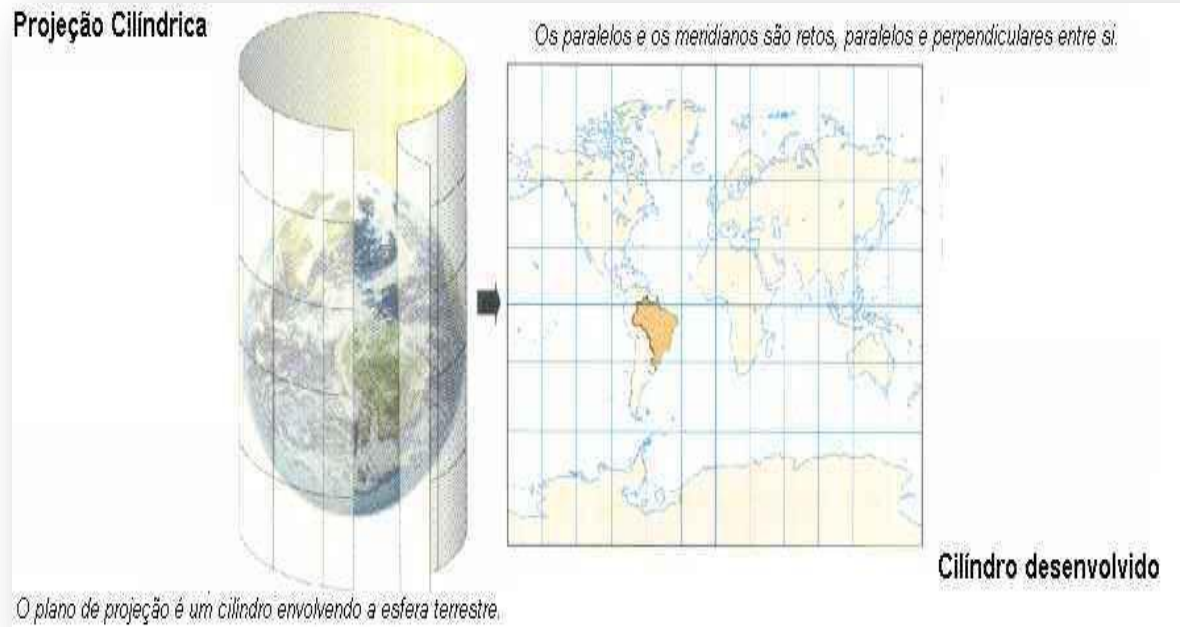 Projeção Cilíndrica
Os paralelos e os meridianos são retos, paralelos e perpendiculares entre si.
Cilíndro desenvolvido
O plano de projeção é um cilindro envolvendo a esfera terrestre.